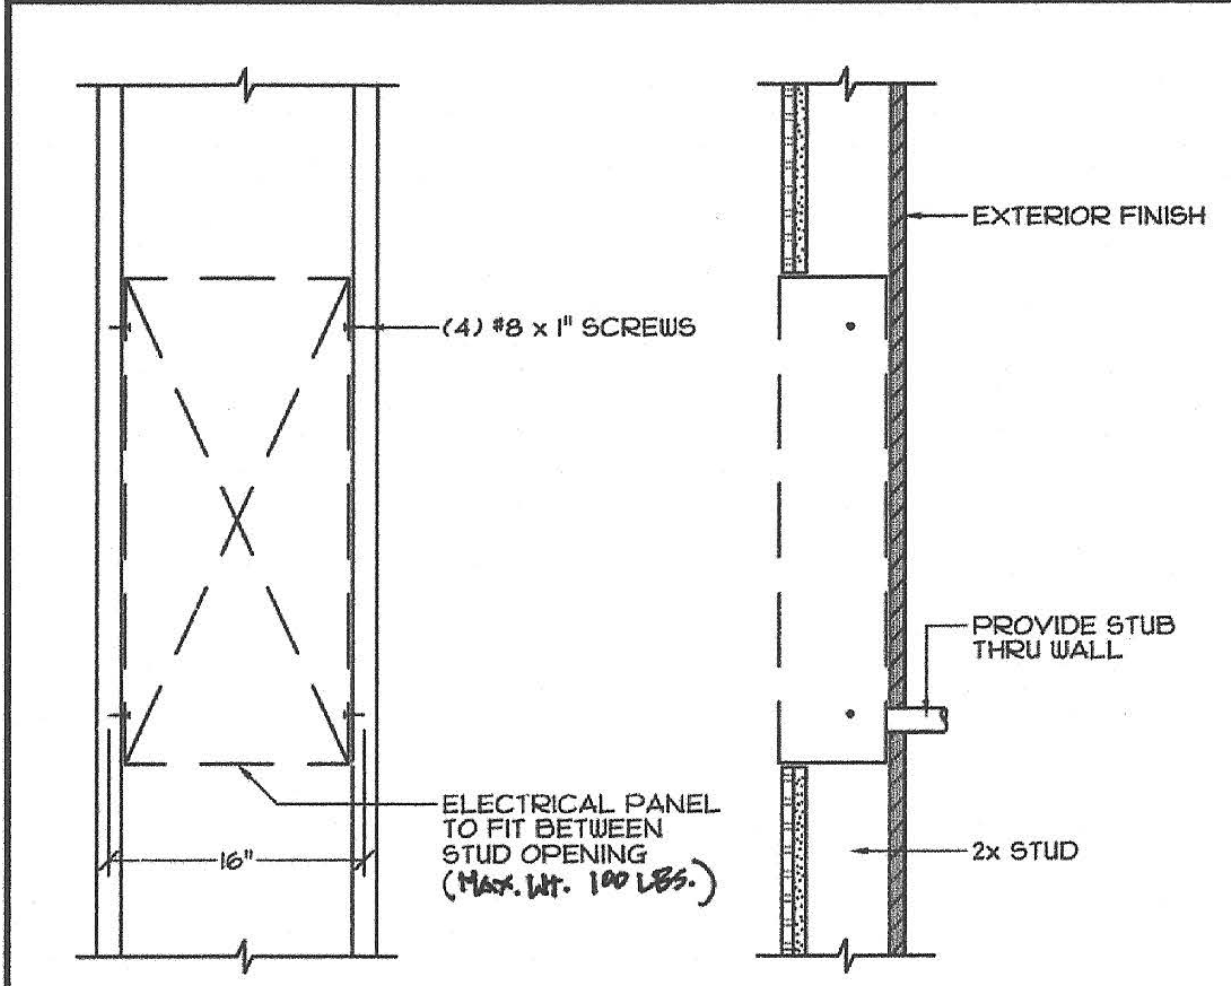 (4) #8 x 1" SCREWS
ELECTRICAL PANEL
TO FIT BETWEEN
STUD OPENING
(MAX. WT. 100 LBS.)
16"
EXTERIOR FINISH
PROVIDE STUB
THRU WALL
2x STUD